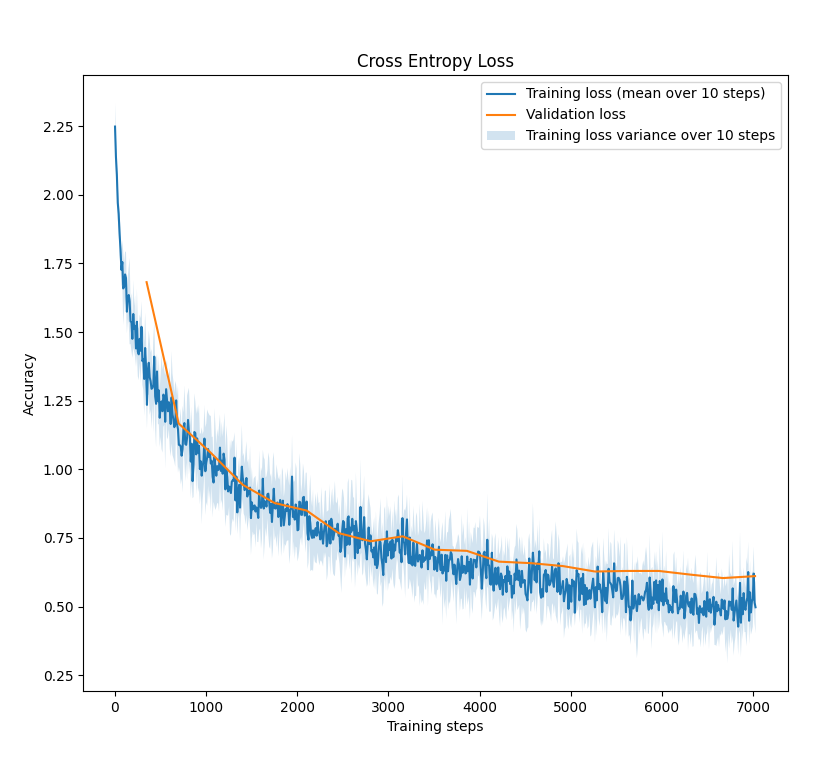 Cross Entropy Loss
Training loss (mean over 10 steps)
Validation loss
Training loss variance over 10 steps
2.25
2.00
1.75
1.50
1.25
1.00
0.75
0.50
0.25
Accuracy
0 1000 2000 3000 4000 5000 6000 7000
Training steps